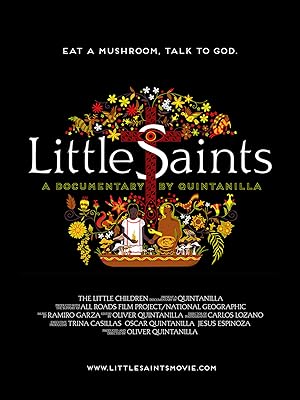 EAT A MUSHROOM, TALK TO GOD.
Little Saints
A DOCUMENTARY BY QUINTANILLA
THE LITTLE CHILDREN QUINTANILLA
ALL ROADS FILM PROJECT/NATIONAL GEOGRAPHIC
RAMIRO GARZA OLIVER QUINTANILLA CARLOS LOZANO
TRINA CASILLAS OSCAR QUINTANILLA JESUS ESPINOZA
OLIVER QUINTANILLA
WWW.LITTLESAINTSMOVIE.COM